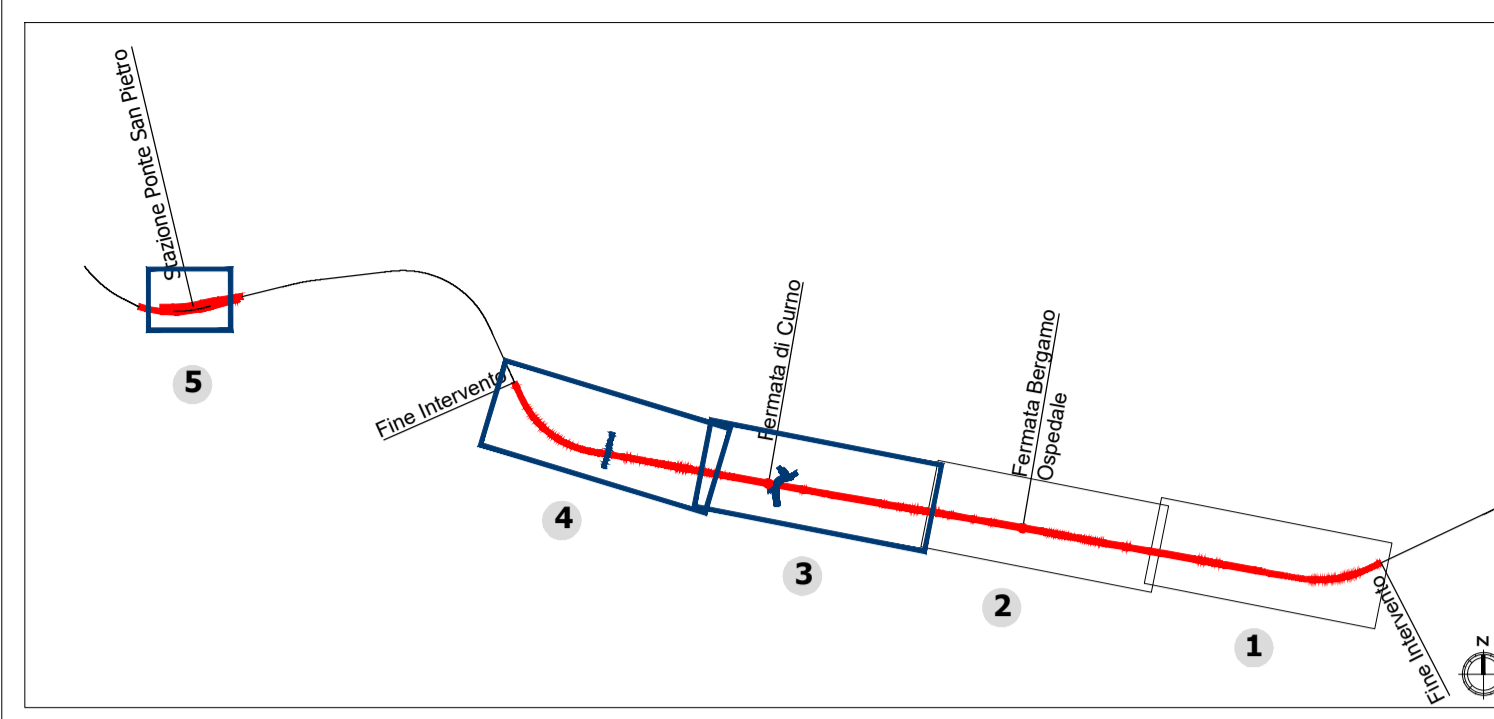 Stazione Ponte San Pietro
5
Fine Intervento
4
Fermata di Curno
3
Fermata Bergamo
Ospedale
2
1
Fine Intervento
N